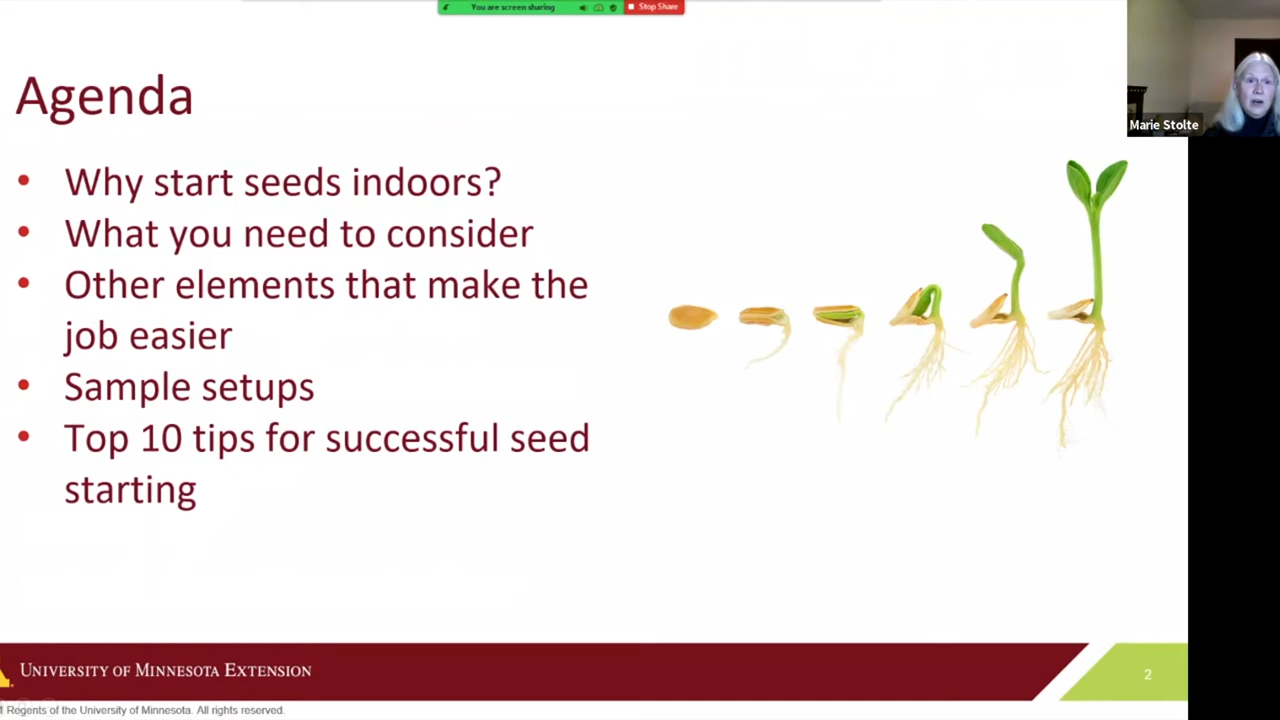 You are screen sharing
Stop Share
Marie Stolte
Agenda
• Why start seeds indoors?
• What you need to consider
• Other elements that make the
job easier
• Sample setups
• Top 10 tips for successful seed
starting
UNIVERSITY OF MINNESOTA EXTENSION
2
1 Regents of the University of Minnesota. All rights reserved.